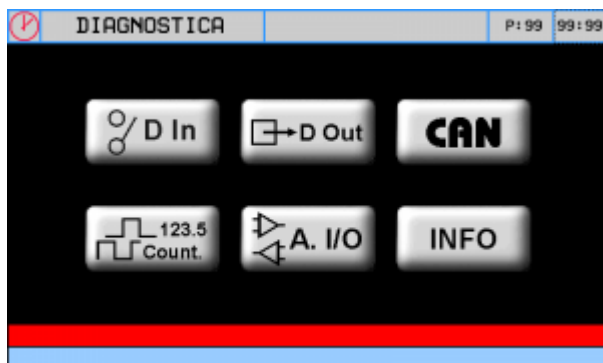 DIAGNOSTICA P:99 99:99
D In D Out CAN
123.5
Count. A. I/O INFO